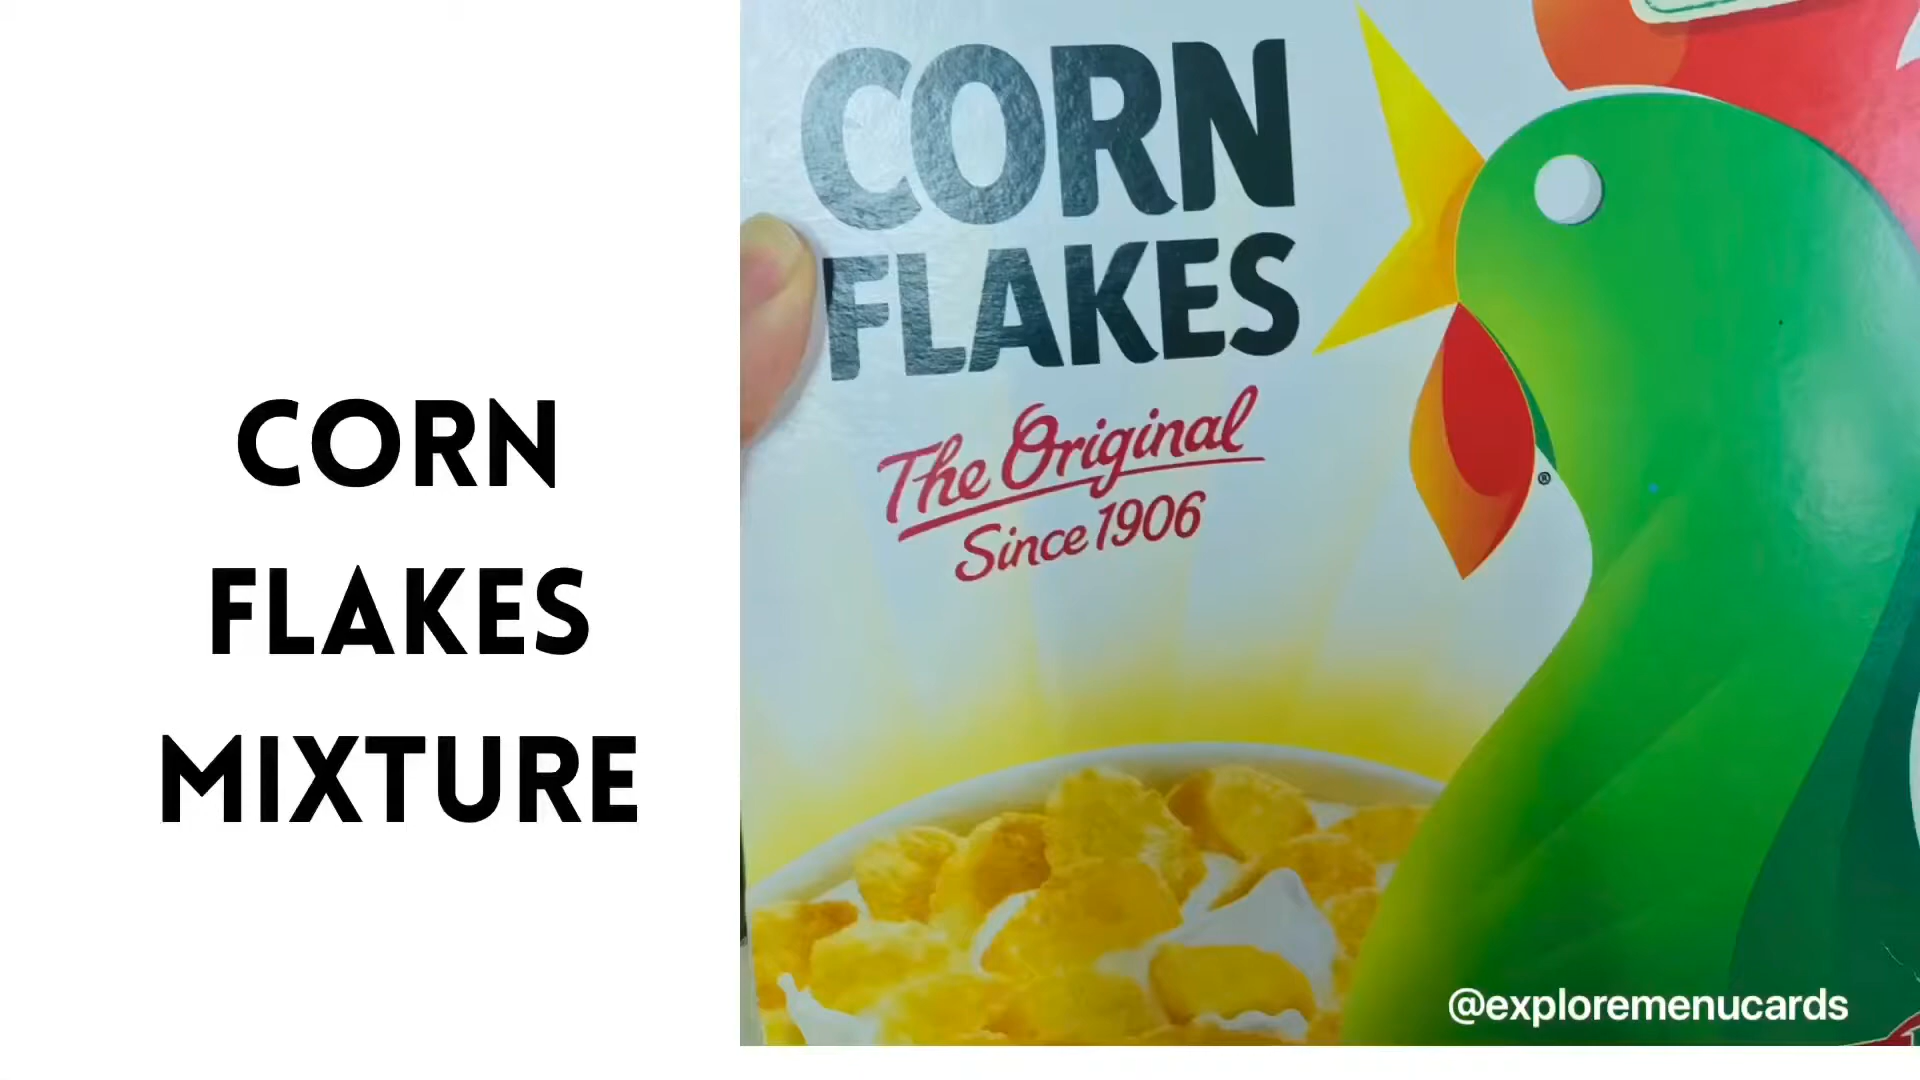 CORN
FLAKES
MIXTURE
CORN
FLAKES
The Original
Since 1906
®
@exploremenucards